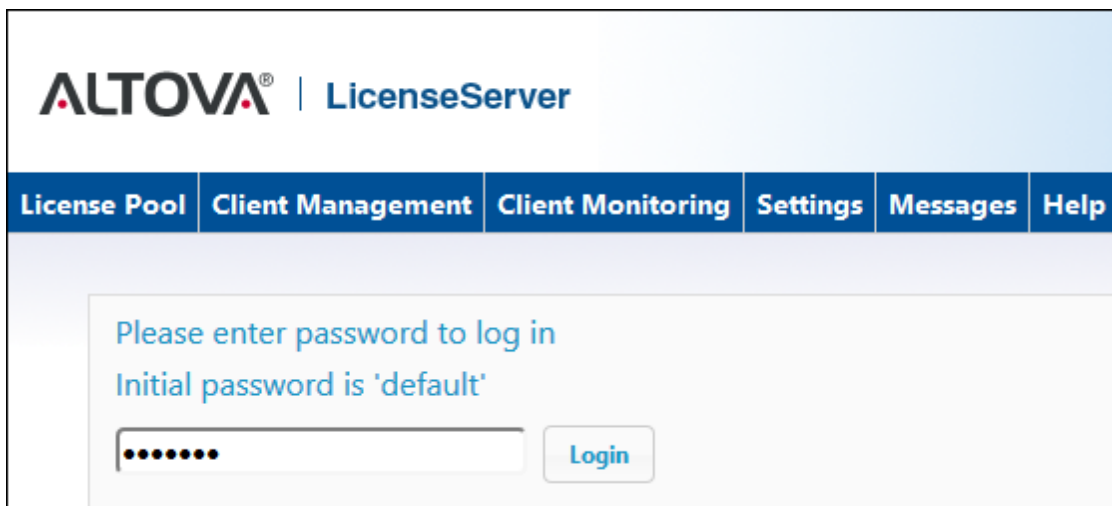 ALTOVA® | LicenseServer
License Pool Client Management Client Monitoring Settings Messages Help
Please enter password to log in
Initial password is 'default'
••••••• Login